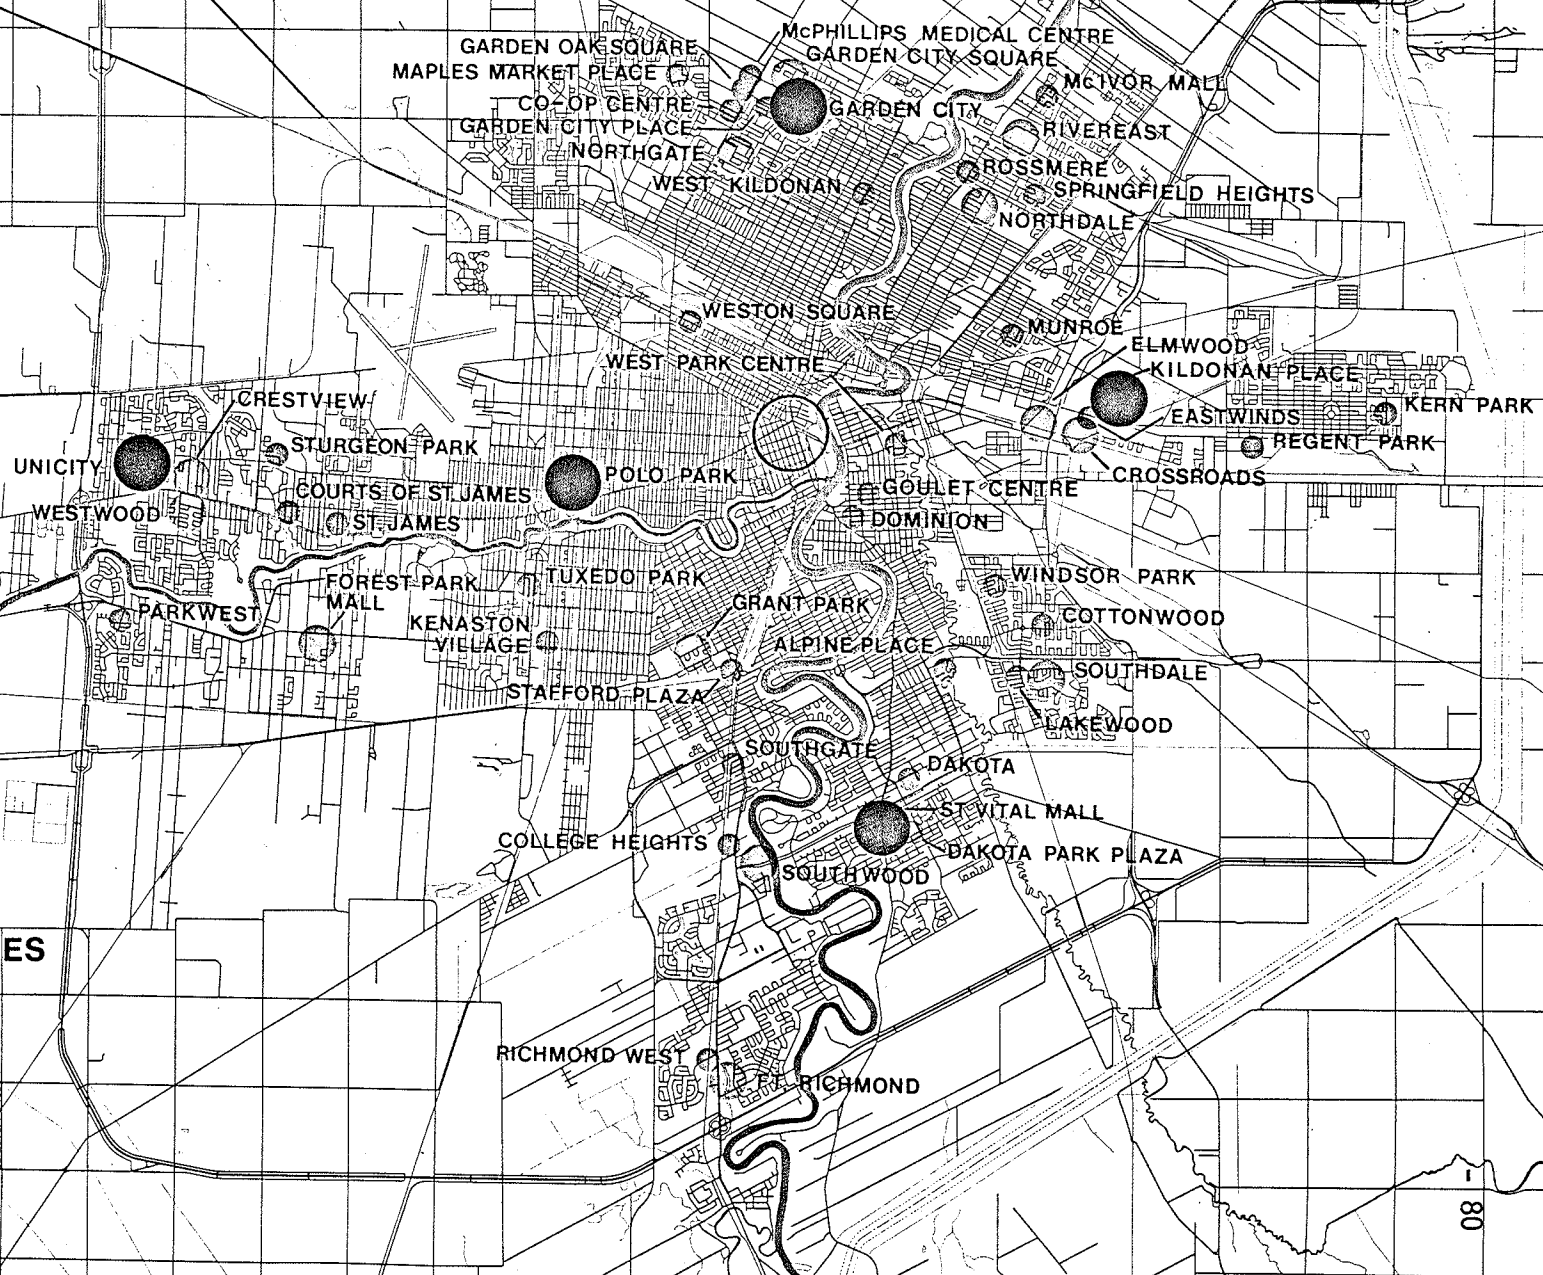 McPHILLIPS MEDICAL CENTRE
GARDEN OAK SQUARE
GARDEN CITY SQUARE
MAPLES MARKET PLACE
McIVOR MALL
CO-OP CENTRE
GARDEN CITY
GARDEN CITY PLACE
RIVEREAST
NORTHGATE
ROSSMERE
WEST KILDONAN
SPRINGFIELD HEIGHTS
NORTHDALE
WESTON SQUARE
MUNROE
ELMWOOD
WEST PARK CENTRE
KILDONAN PLACE
CRESTVIEW
KERN PARK
EASTWINDS
STURGEON PARK
REGENT PARK
UNICITY
POLO PARK
CROSSROADS
COURTS OF ST. JAMES
GOULET CENTRE
WESTWOOD
ST. JAMES
DOMINION
FOREST PARK
MALL
TUXEDO PARK
WINDSOR PARK
PARKWEST
GRANT PARK
COTTONWOOD
KENASTON
VILLAGE
ALPINE PLACE
SOUTHDALE
STAFFORD PLAZA
LAKEWOOD
SOUTHGATE
DAKOTA
ST. VITAL MALL
COLLEGE HEIGHTS
DAKOTA PARK PLAZA
SOUTHWOOD
ES
RICHMOND WEST
FT. RICHMOND
- 80